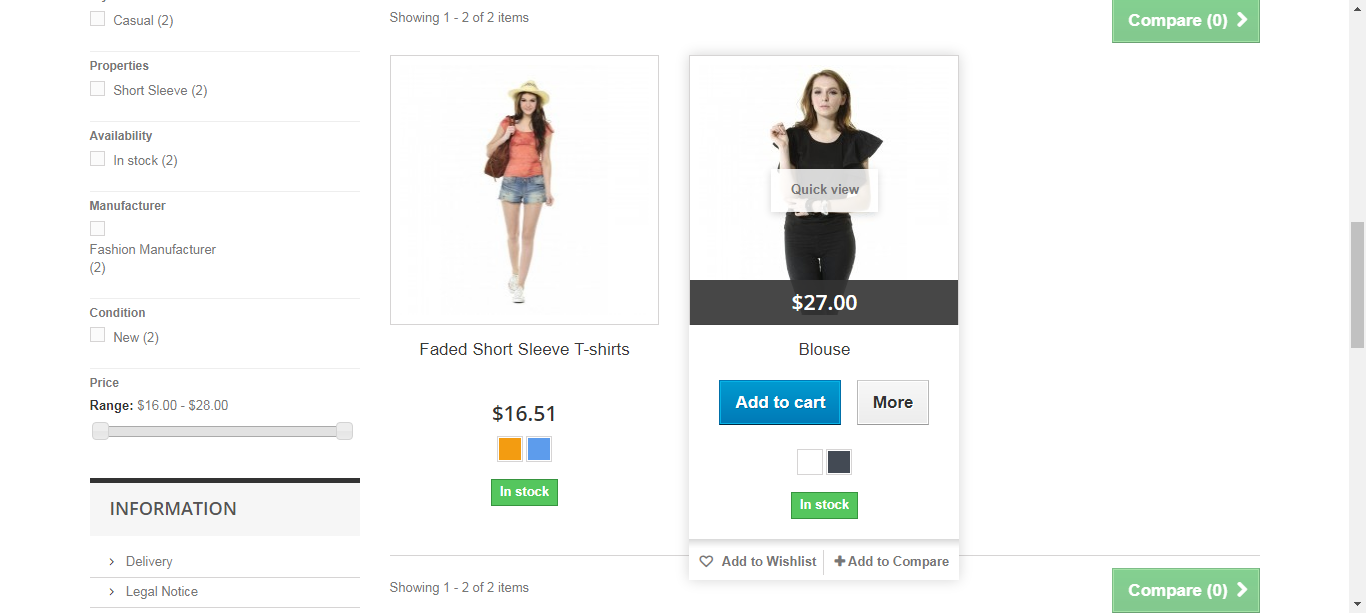 Casual (2)
Properties
Short Sleeve (2)
Availability
In stock (2)
Manufacturer
Fashion Manufacturer
(2)
Condition
New (2)
Price
Range: $16.00 - $28.00
INFORMATION
Delivery
Legal Notice
Showing 1 - 2 of 2 items
Compare (0)
Faded Short Sleeve T-shirts
$16.51
In stock
Quick view
$27.00
Blouse
Add to cart
More
In stock
Add to Wishlist
Add to Compare
Showing 1 - 2 of 2 items
Compare (0)